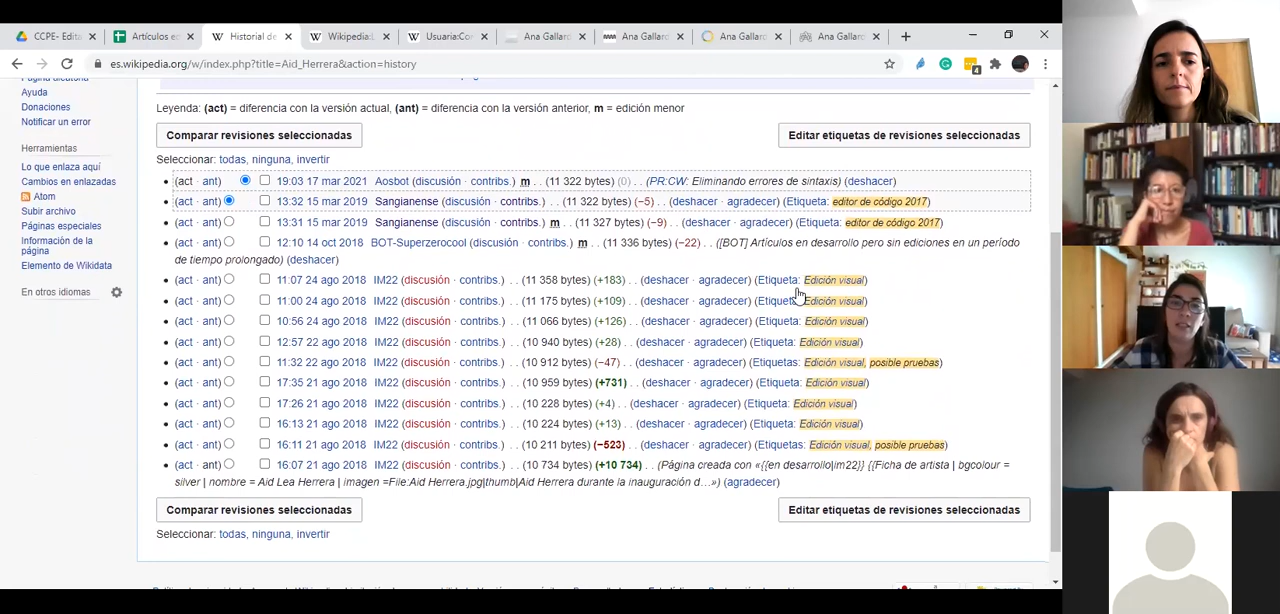 CCPE- Edita
Artículos e
Historial de
Wikipedia:L
Usuaria:Cor
Ana Gallaro
Ana Gallaro
Ana Gallaro
Ana Gallaro
es.wikipedia.org/w/index.php?title=Aid_Herrera&action=history
4
Página aleatoria
Ayuda
Donaciones
Notificar un error
Herramientas
Lo que enlaza aquí
Cambios en enlazadas
Atom
Subir archivo
Páginas especiales
Información de la
página
Elemento de Wikidata
En otros idiomas
Leyenda: (act) = diferencia con la versión actual, (ant) = diferencia con la versión anterior, m = edición menor
Comparar revisiones seleccionadas
Editar etiquetas de revisiones seleccionadas
Seleccionar: todas, ninguna, invertir
(act · ant) 19:03 17 mar 2021 Aosbot (discusión · contribs.) m . . (11 322 bytes) (0) . . (PR:CW: Eliminando errores de sintaxis) (deshacer)
(act · ant) 13:32 15 mar 2019 Sangianense (discusión · contribs.) . . (11 322 bytes) (−5) . . (deshacer · agradecer) (Etiqueta: editor de código 2017)
(act · ant) 13:31 15 mar 2019 Sangianense (discusión · contribs.) m . . (11 327 bytes) (−9) . . (deshacer · agradecer) (Etiqueta: editor de código 2017)
(act · ant) 12:10 14 oct 2018 BOT-Superzerocool (discusión · contribs.) m . . (11 336 bytes) (−22) . . ([BOT] Artículos en desarrollo pero sin ediciones en un período
de tiempo prolongado) (deshacer)
(act · ant) 11:07 24 ago 2018 IM22 (discusión · contribs.) . . (11 358 bytes) (+183) . . (deshacer · agradecer) (Etiqueta: Edición visual)
(act · ant) 11:00 24 ago 2018 IM22 (discusión · contribs.) . . (11 175 bytes) (+109) . . (deshacer · agradecer) (Etiqueta: Edición visual)
(act · ant) 10:56 24 ago 2018 IM22 (discusión · contribs.) . . (11 066 bytes) (+126) . . (deshacer · agradecer) (Etiqueta: Edición visual)
(act · ant) 12:57 22 ago 2018 IM22 (discusión · contribs.) . . (10 940 bytes) (+28) . . (deshacer · agradecer) (Etiqueta: Edición visual)
(act · ant) 11:32 22 ago 2018 IM22 (discusión · contribs.) . . (10 912 bytes) (−47) . . (deshacer · agradecer) (Etiquetas: Edición visual, posible pruebas)
(act · ant) 17:35 21 ago 2018 IM22 (discusión · contribs.) . . (10 959 bytes) (+731) . . (deshacer · agradecer) (Etiqueta: Edición visual)
(act · ant) 17:26 21 ago 2018 IM22 (discusión · contribs.) . . (10 228 bytes) (+4) . . (deshacer · agradecer) (Etiqueta: Edición visual)
(act · ant) 16:13 21 ago 2018 IM22 (discusión · contribs.) . . (10 224 bytes) (+13) . . (deshacer · agradecer) (Etiqueta: Edición visual)
(act · ant) 16:11 21 ago 2018 IM22 (discusión · contribs.) . . (10 211 bytes) (−523) . . (deshacer · agradecer) (Etiquetas: Edición visual, posible pruebas)
(act · ant) 16:07 21 ago 2018 IM22 (discusión · contribs.) . . (10 734 bytes) (+10 734) . . (Página creada con «{{en desarrollo|im22}} {{Ficha de artista | bgcolour =
silver | nombre = Aid Lea Herrera | imagen =File:Aid Herrera.jpg|thumb|Aid Herrera durante la inauguración d...») (agradecer)
Comparar revisiones seleccionadas
Editar etiquetas de revisiones seleccionadas
Seleccionar: todas, ninguna, invertir